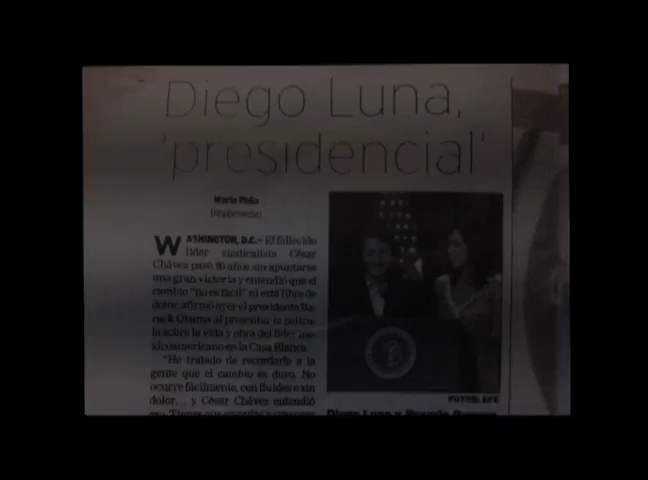 Diego Luna,
'presidencial'
María Peña
WASHINGTON, D.C.- El fallecido
líder sindicalista César
Chávez pasó 20 años sin apuntarse
una gran victoria y entendió que el
cambio "no es fácil" ni está libre de
dolor, afirmó ayer el presidente Ba-
rack Obama al presentar la pelícu-
la sobre la vida y obra del líder me-
xicoamericano en la Casa Blanca.
"He tratado de recordarle a la
gente que el cambio es duro. No
ocurre fácilmente, con fluidez o sin
dolor... y César Chávez entendió
FOTOS: EFE
Diego Luna y